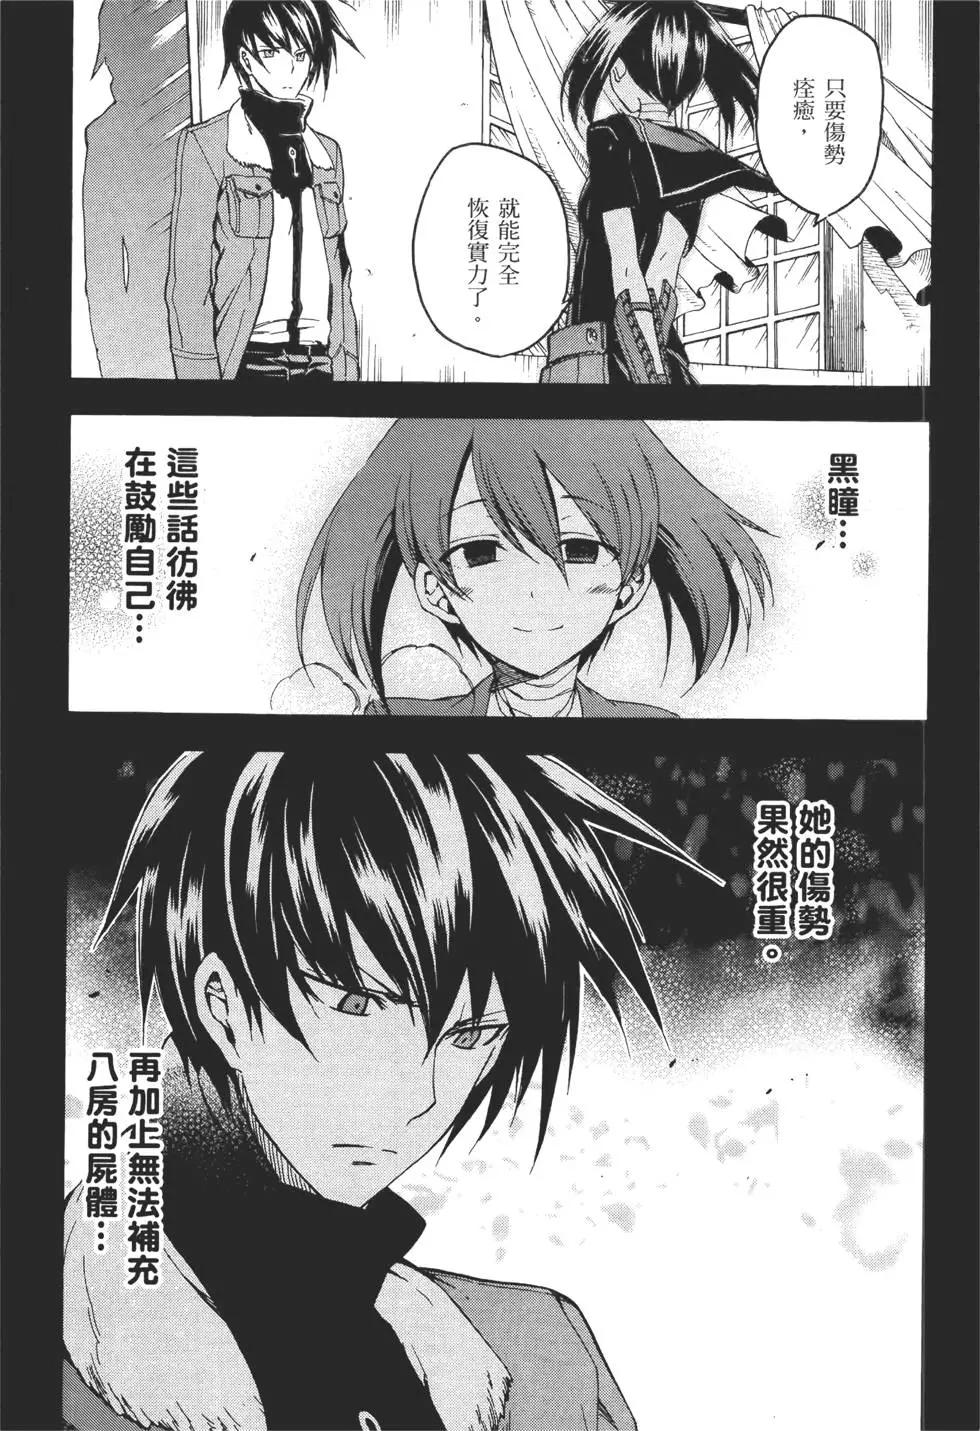 只要傷勢
痊癒，
就能完全
恢復實力了。
黑瞳…
這些話彷彿
在鼓勵自己…
她的傷勢
果然很重。
再加上無法補充
八房的屍體…